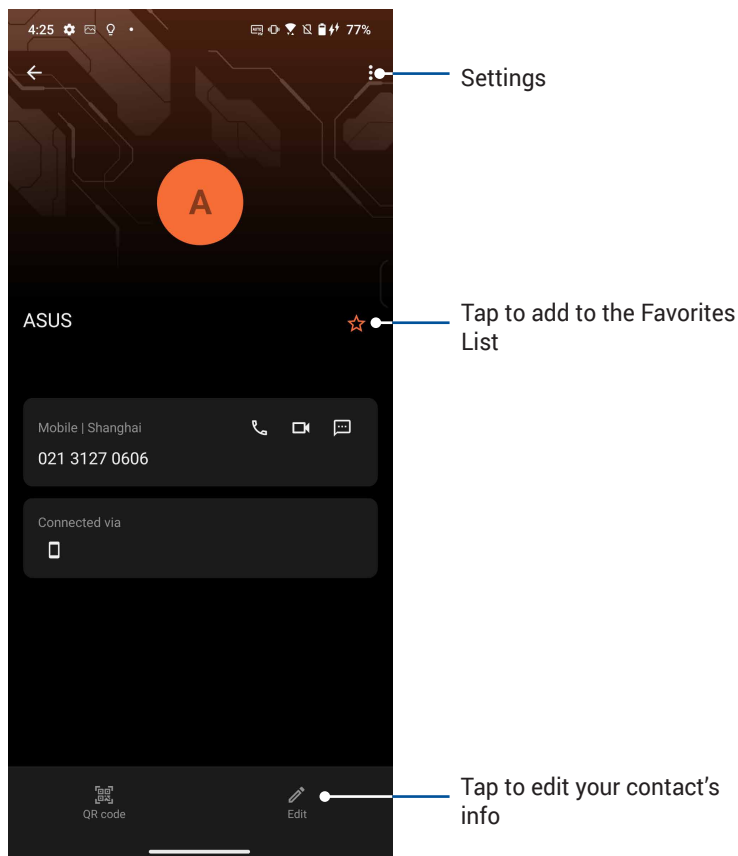 4:25
77%
Settings
A
ASUS
Tap to add to the Favorites
List
Mobile | Shanghai
021 3127 0606
Connected via
Tap to edit your contact's
info
QR code
Edit